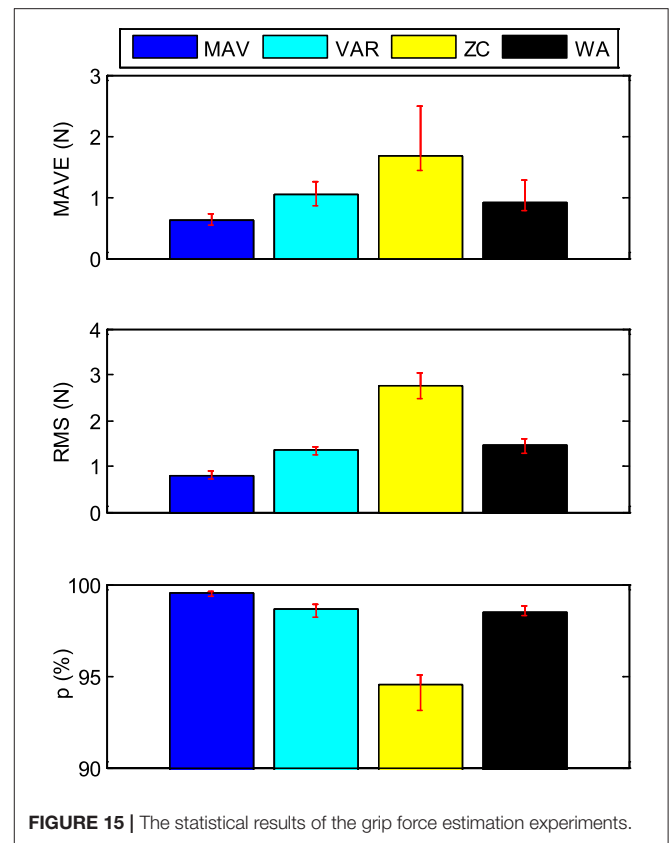 MAV VAR ZC WA
3
2
1
0
MAVE (N)
4
3
2
1
0
RMS (N)
100
95
90
p (%)
FIGURE 15 | The statistical results of the grip force estimation experiments.